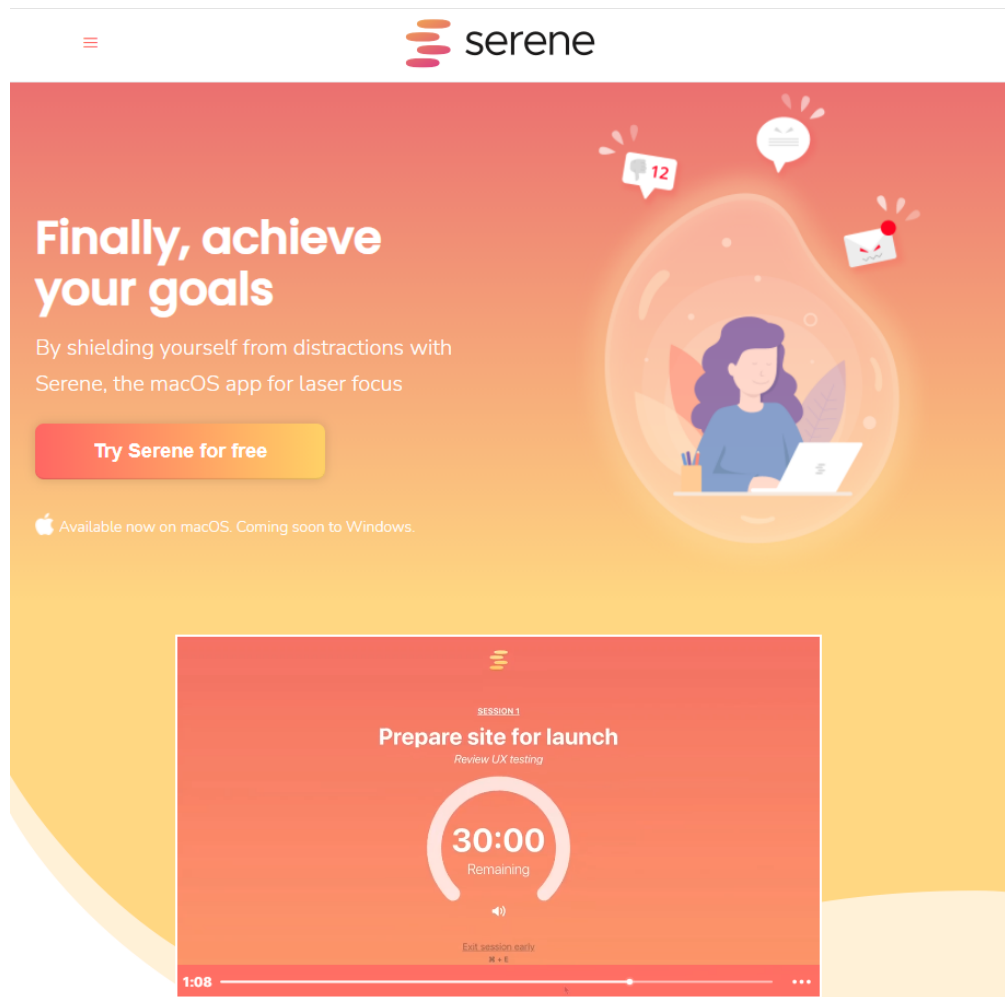 serene
12
Finally, achieve
your goals
By shielding yourself from distractions with
Serene, the macOS app for laser focus
Try Serene for free
Available now on macOS. Coming soon to Windows.
SESSION 1
Prepare site for launch
Review UX testing
30:00
Remaining
Exit session early
⌘ + E
1:08